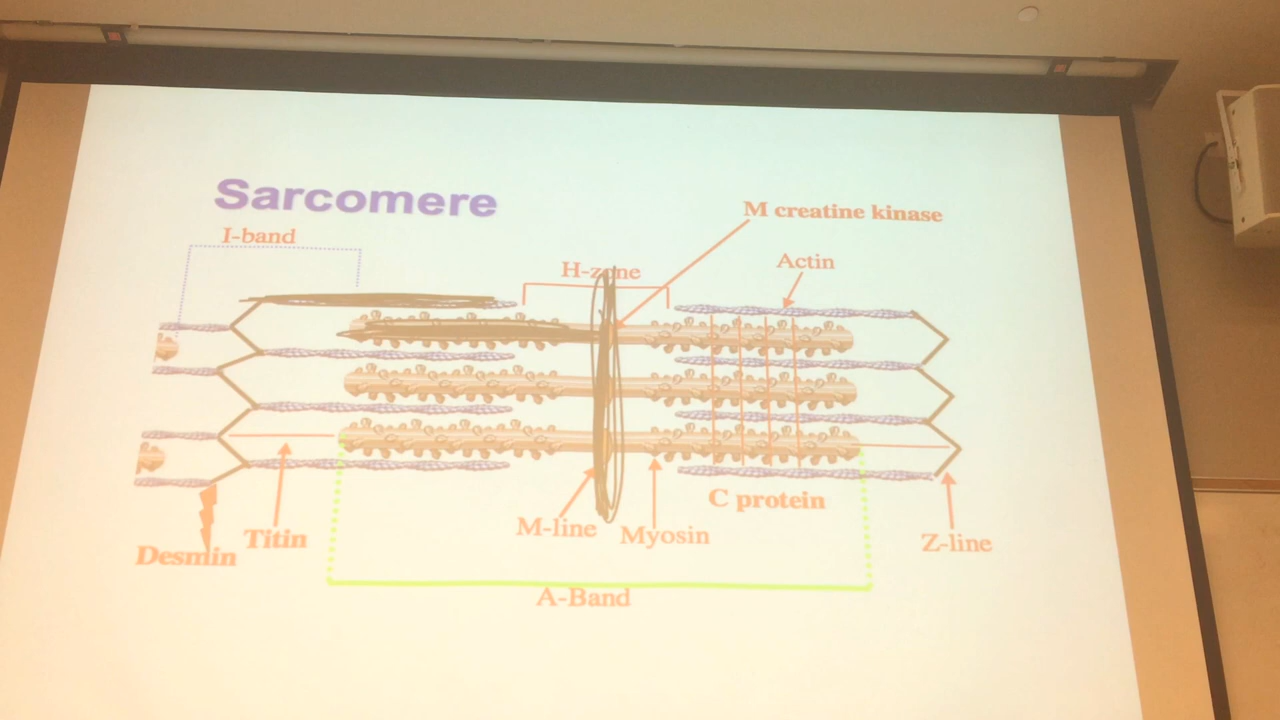 Sarcomere
I-band
M creatine kinase
H-zone
Actin
C protein
M-line
Myosin
Titin
Desmin
Z-line
A-Band